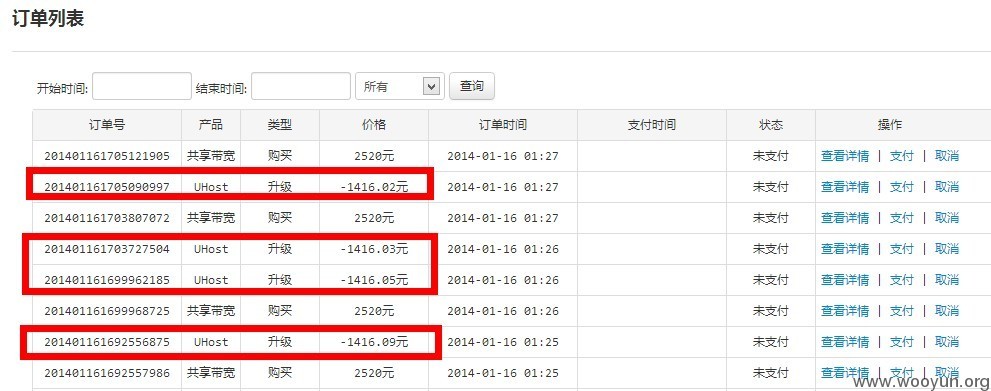 订单列表
开始时间: 结束时间: 所有 查询
订单号 产品 类型 价格 订单时间 支付时间 状态 操作
201401161705121905 共享带宽 购买 2520元 2014-01-16 01:27 未支付 查看详情 | 支付 | 取消
201401161705090997 UHost 升级 -1416.02元 2014-01-16 01:27 未支付 查看详情 | 支付 | 取消
201401161703807072 共享带宽 购买 2520元 2014-01-16 01:27 未支付 查看详情 | 支付 | 取消
201401161703727504 UHost 升级 -1416.03元 2014-01-16 01:26 未支付 查看详情 | 支付 | 取消
201401161699962185 UHost 升级 -1416.05元 2014-01-16 01:26 未支付 查看详情 | 支付 | 取消
201401161699968725 共享带宽 购买 2520元 2014-01-16 01:26 未支付 查看详情 | 支付 | 取消
201401161692556875 UHost 升级 -1416.09元 2014-01-16 01:25 未支付 查看详情 | 支付 | 取消
201401161692557986 共享带宽 购买 2520元 2014-01-16 01:25 未支付 查看详情 | 支付 | 取消
www.wooyun.org